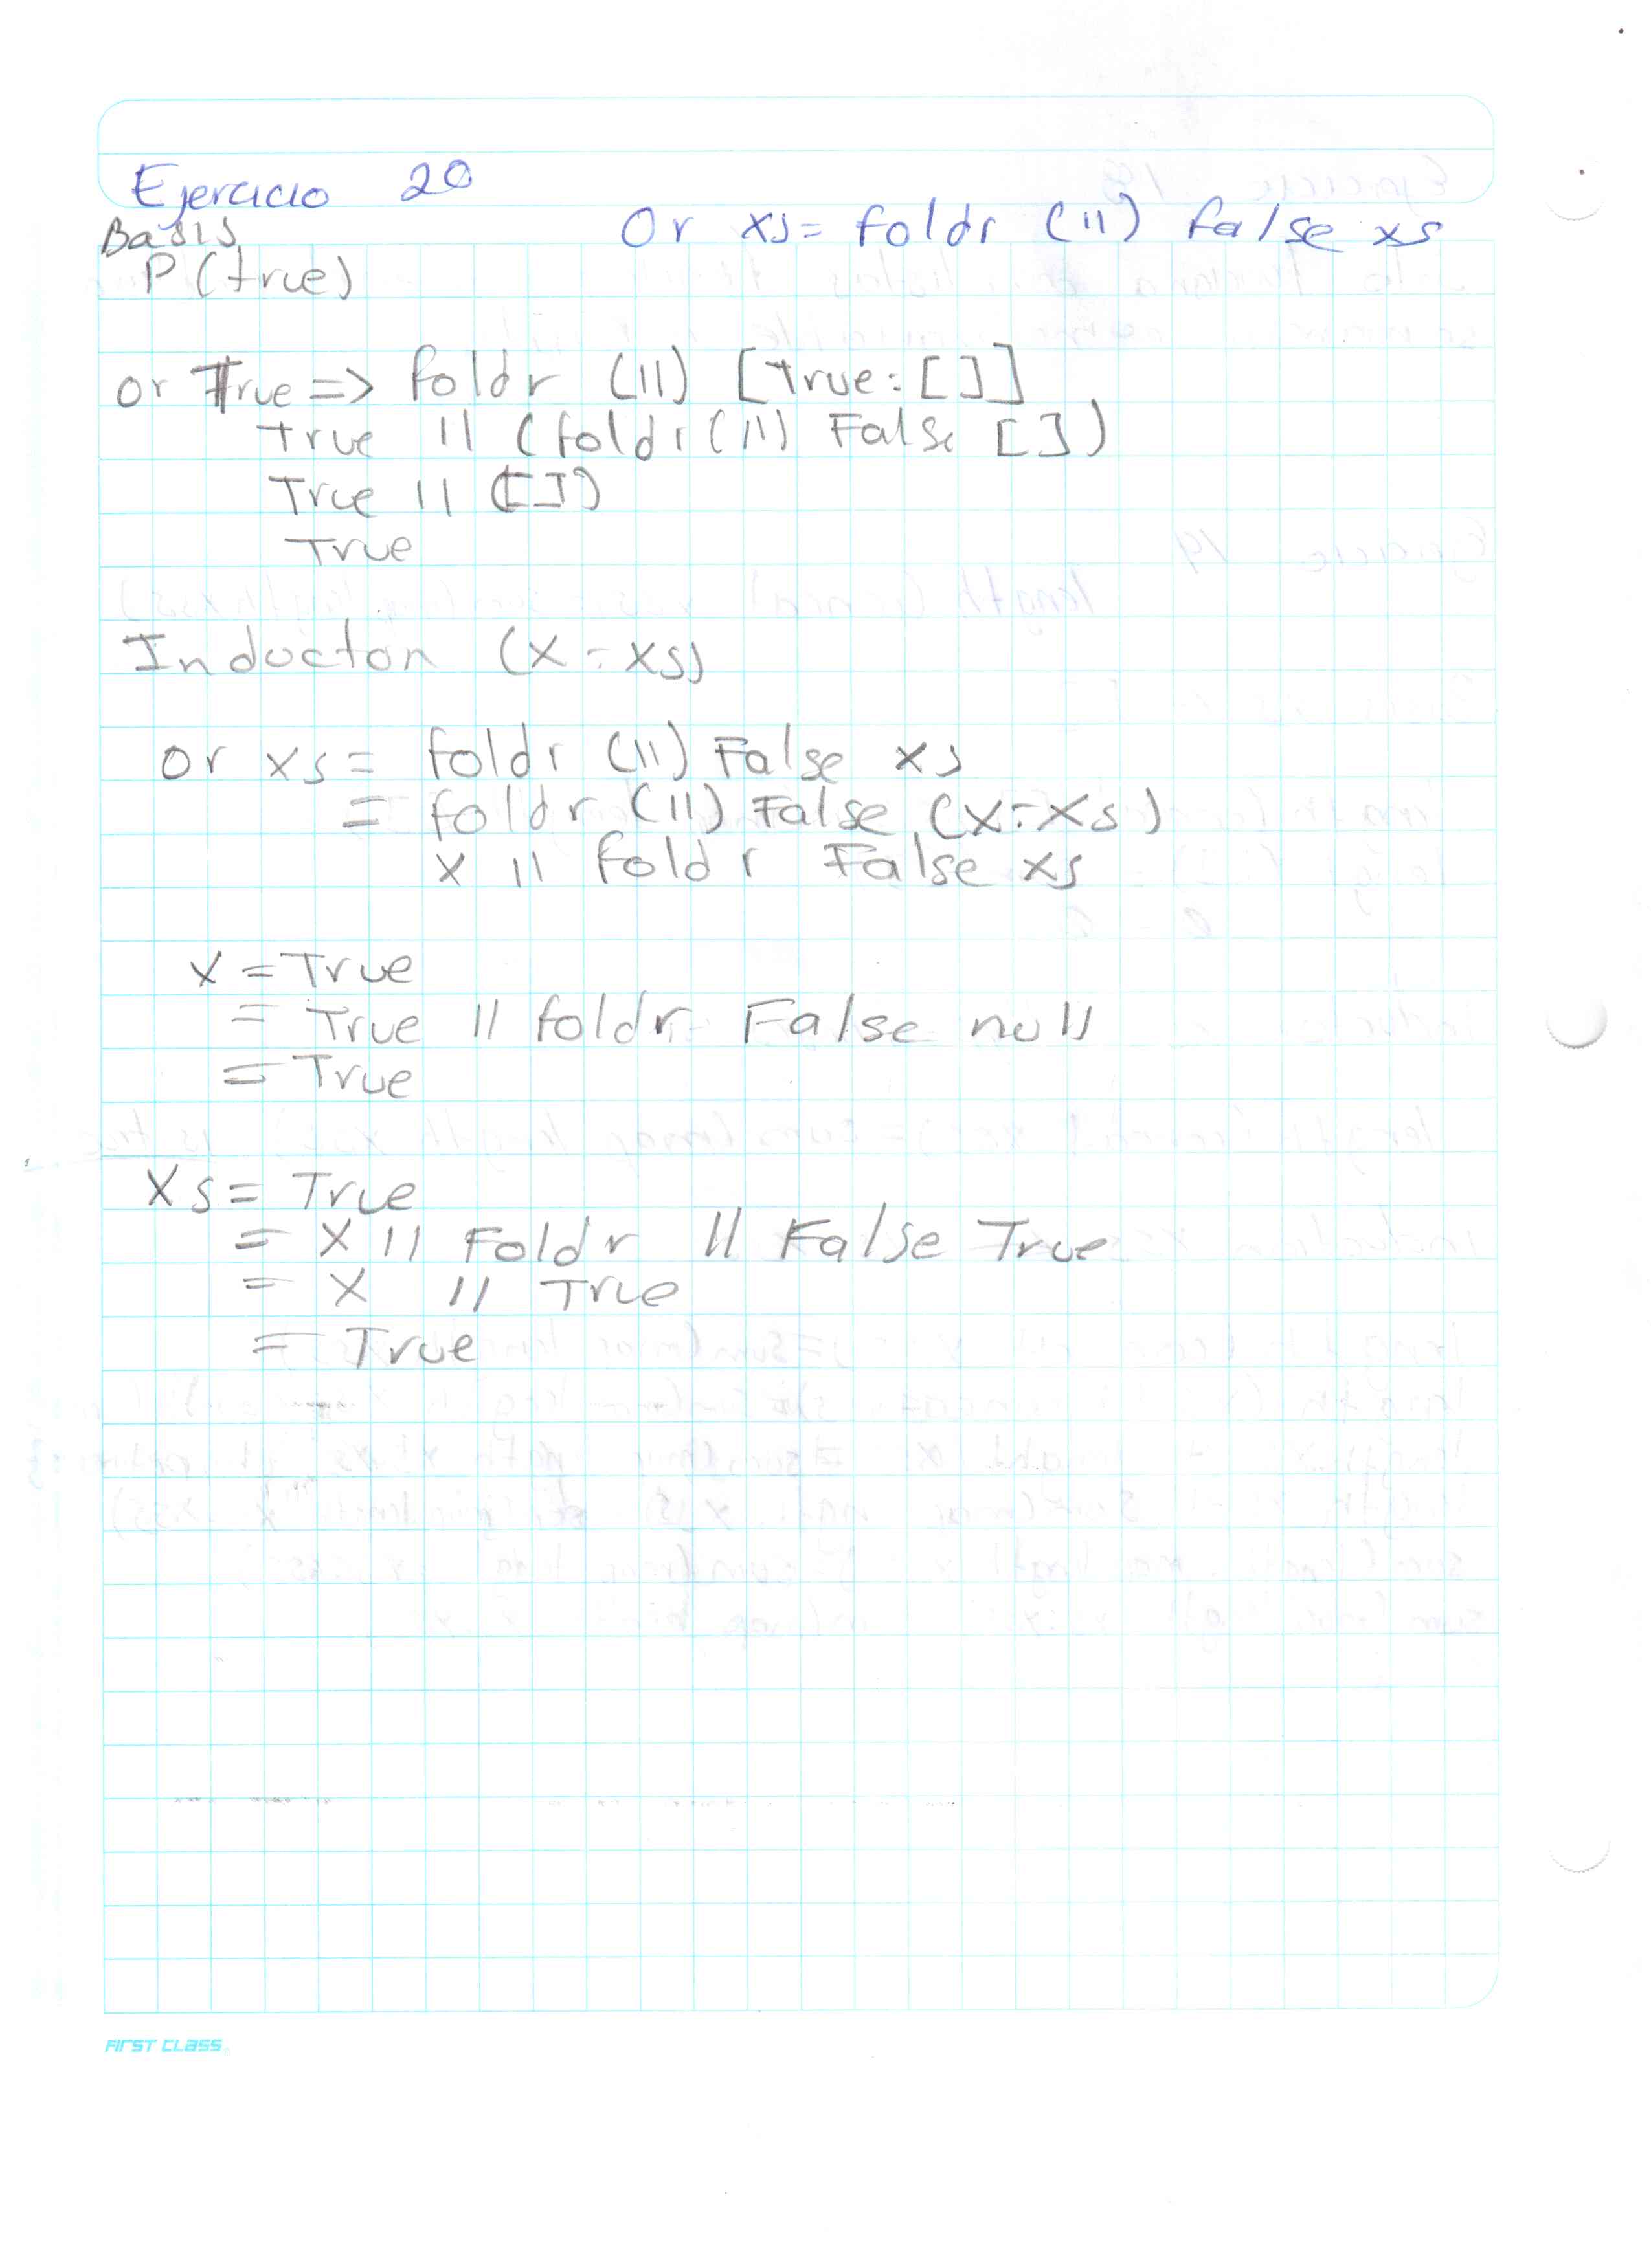 Ejercicio 20
Or xs= foldr (||) false xs
Basis
P(true)
or True => foldr (||) [true:[]]
true || (foldr(||) False [])
True || ([])
True
Inducton (x:xs)
or xs= foldr (||) False xs
= foldr (||) False (x:xs)
x || foldr False xs
x = True
= True || foldr False null
= True
xs= True
= x || Foldr || False True
= x || True
= True
First Class